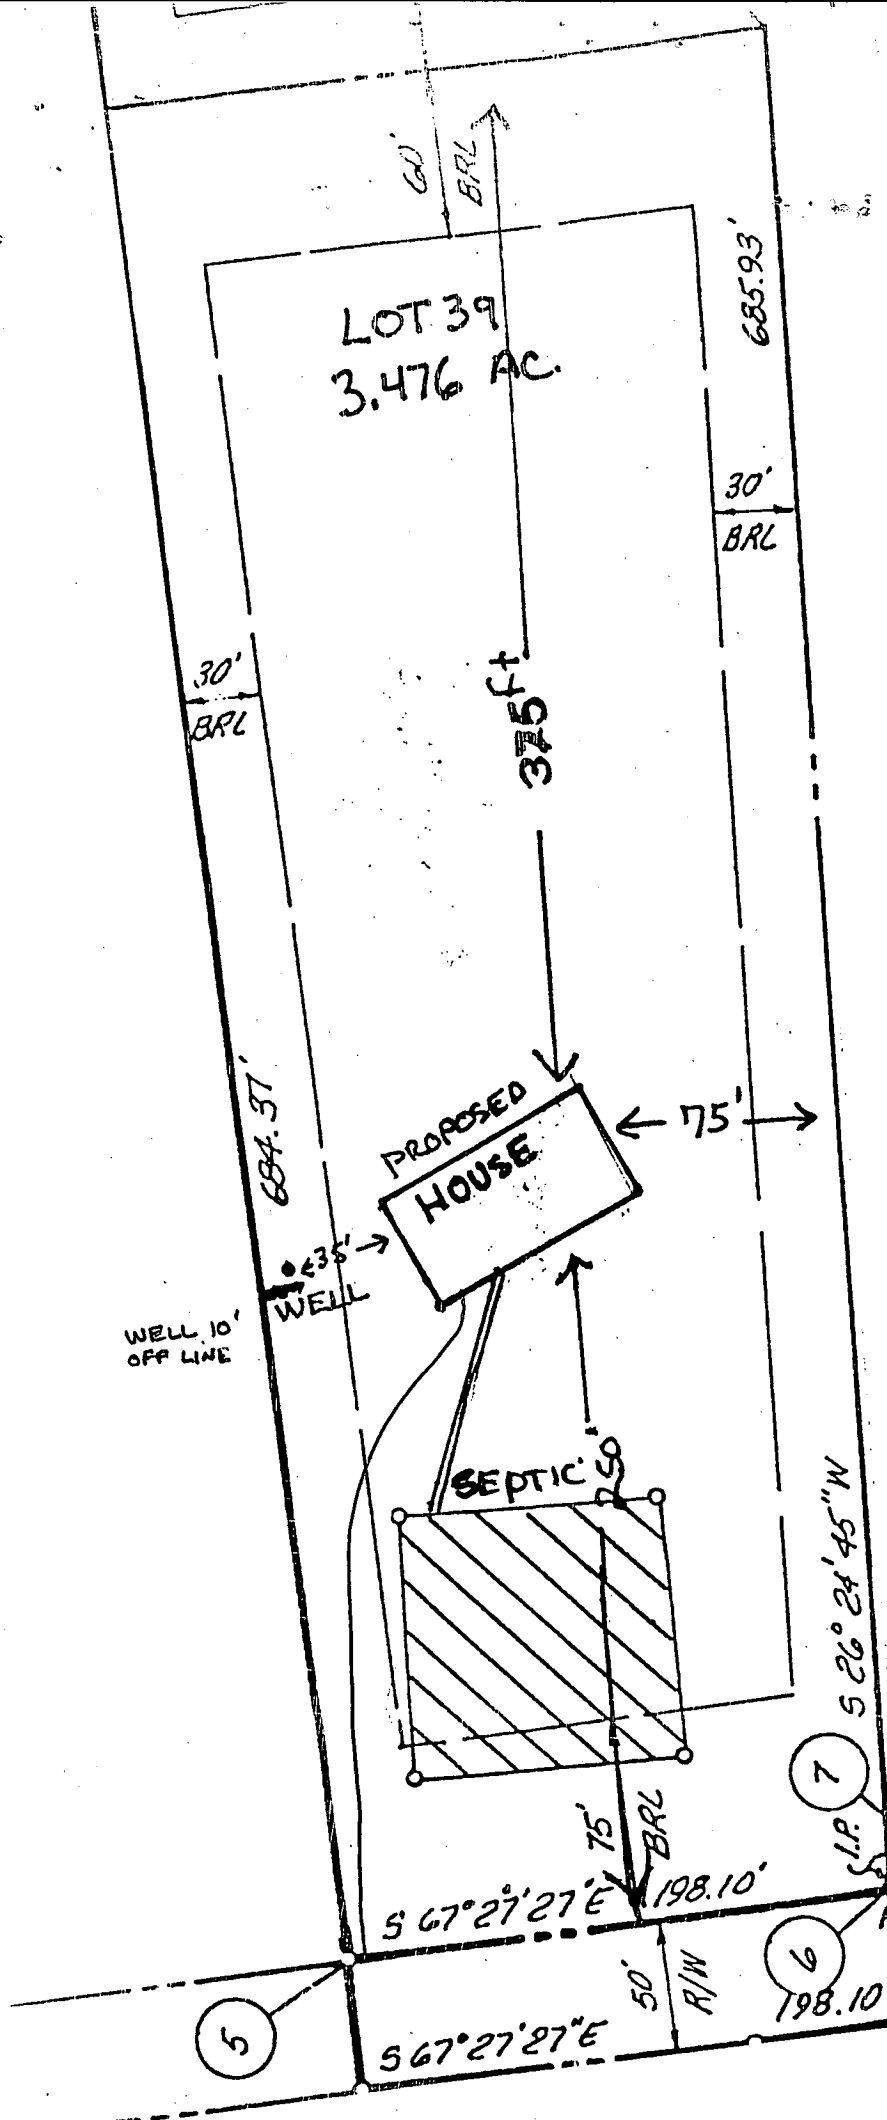 60'
BRL
LOT 39
3.476 AC.
685.93'
30'
BRL
30'
BRL
375 ft
684.37'
PROPOSED
HOUSE
75'
35'
WELL
WELL 10'
OFF LINE
SEPTIC
250'
S 26° 24' 45" W
75'
BRL
7
I.P.
S 67° 27' 27" E
198.10'
6
5
50'
R/W
198.10
S 67° 27' 27" E